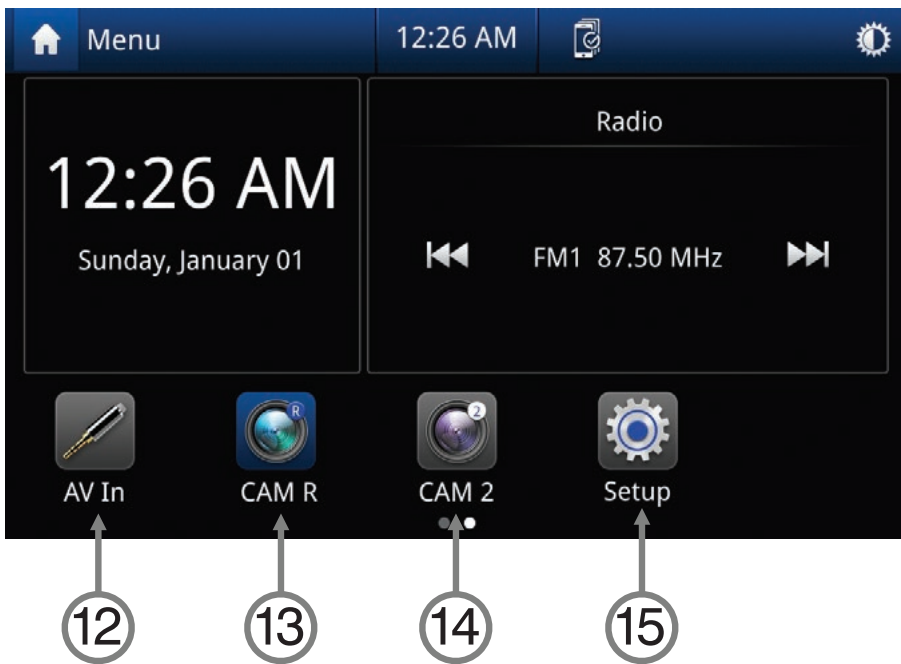 Menu
12:26 AM
Radio
12:26 AM
Sunday, January 01
FM1 87.50 MHz
R
2
AV In
CAM R
CAM 2
Setup
12
13
14
15